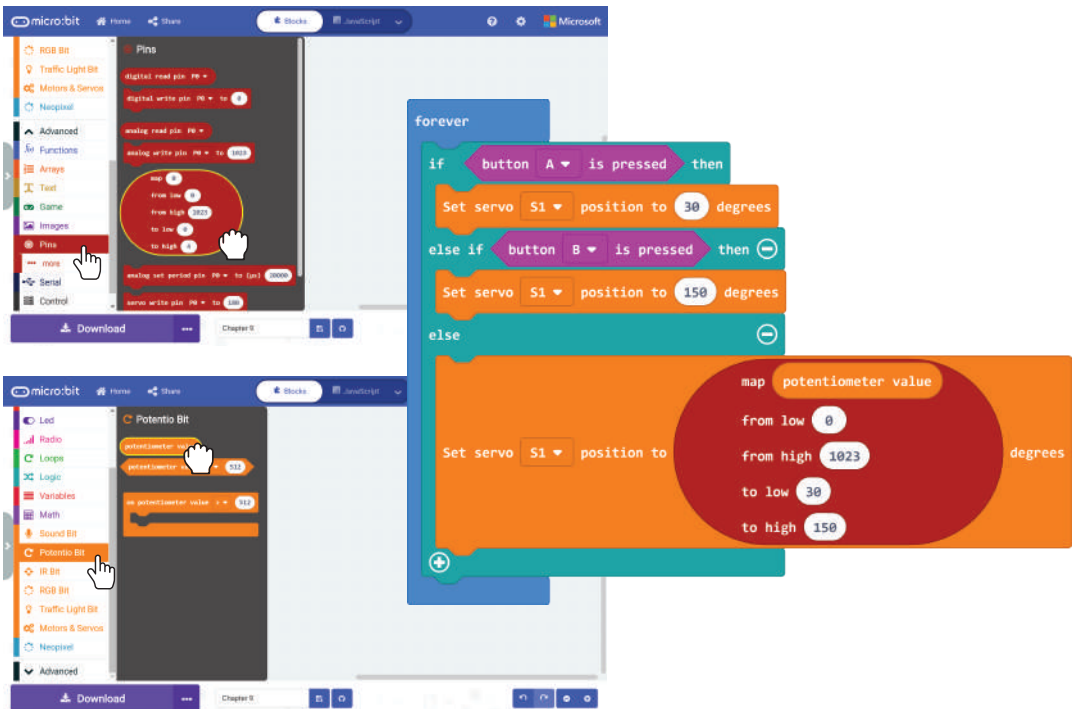 micro:bit Home Share Blocks JavaScript Microsoft
RGB Bit
Traffic Light Bit
Motors & Servos
Neopixel
Advanced
Functions
Arrays
Text
Game
Images
Pins
more
Serial
Control
Pins
digital read pin P0
digital write pin P0 to 0
analog read pin P0
analog write pin P0 to 1023
map 0
from low 0
from high 1023
to low 0
to high 4
analog set period pin P0 to (µs) 20000
servo write pin P0 to 180
Download Chapter 9
micro:bit Home Share Blocks JavaScript
Led
Radio
Loops
Logic
Variables
Math
Sound Bit
Potentio Bit
IR Bit
RGB Bit
Traffic Light Bit
Motors & Servos
Neopixel
Advanced
Potentio Bit
potentiometer
potentiometer 512
on potentiometer value > 512
Download Chapter 9
forever
if button A is pressed then
Set servo S1 position to 30 degrees
else if button B is pressed then
Set servo S1 position to 150 degrees
else
Set servo S1 position to
map potentiometer value
from low 0
from high 1023
to low 30
to high 150
degrees